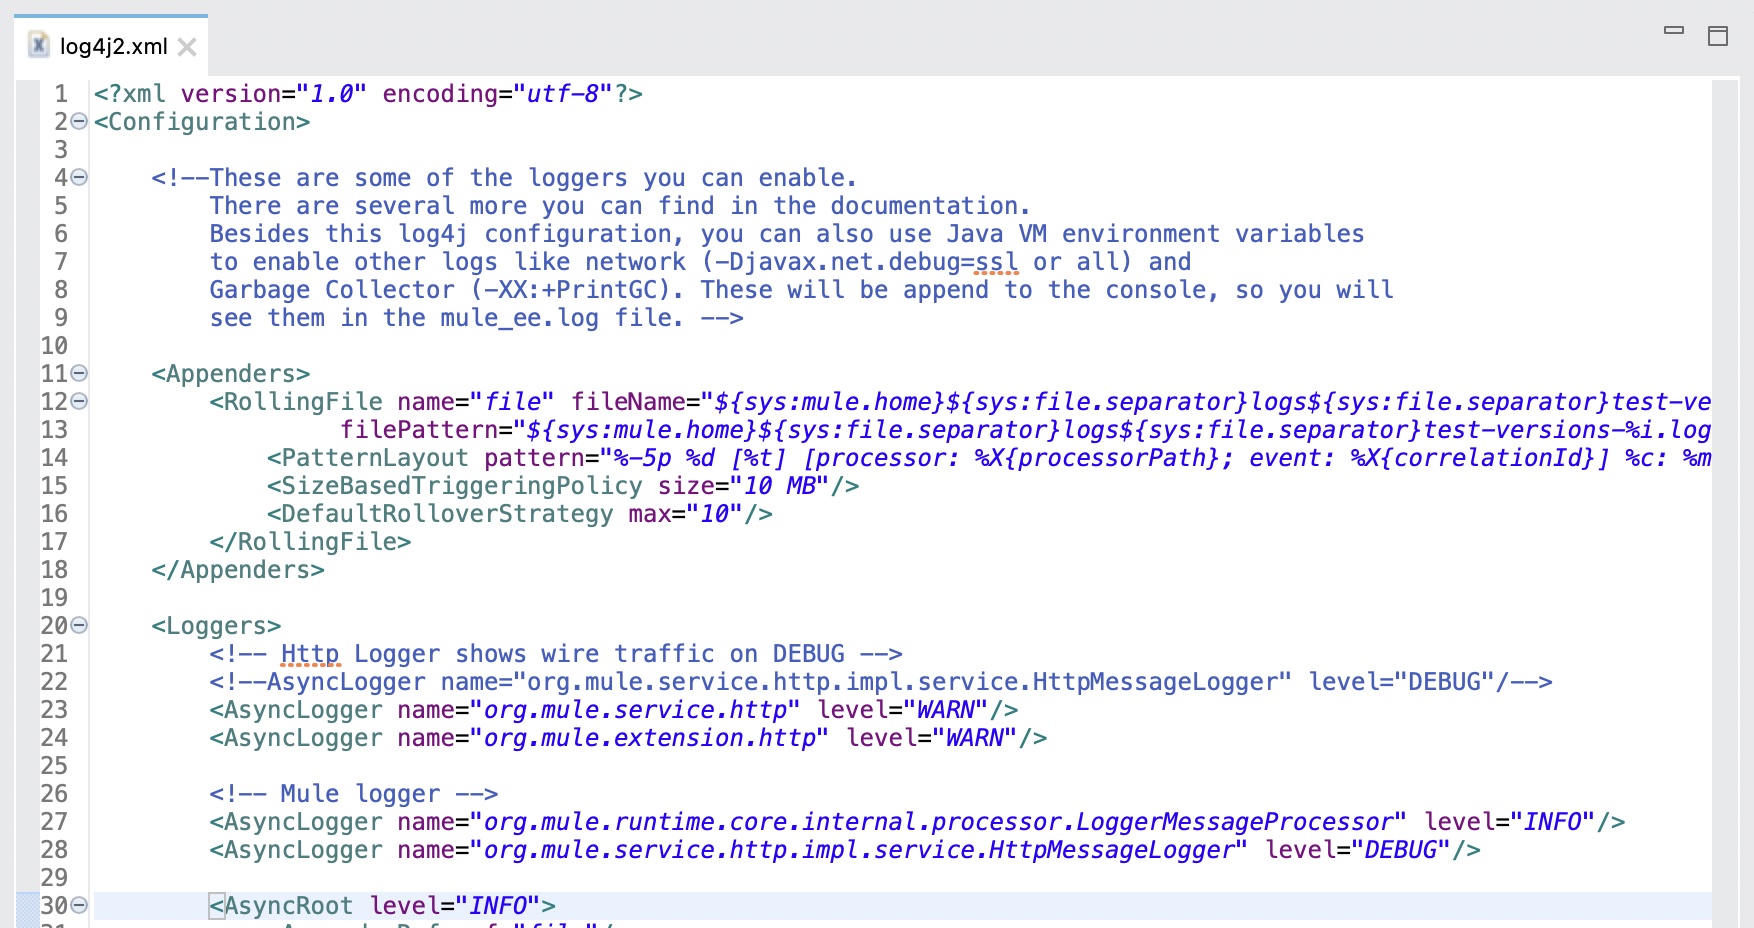 log4j2.xml
1 <?xml version="1.0" encoding="utf-8"?>
2 <Configuration>
3
4 <!--These are some of the loggers you can enable.
5 There are several more you can find in the documentation.
6 Besides this log4j configuration, you can also use Java VM environment variables
7 to enable other logs like network (-Djavax.net.debug=ssl or all) and
8 Garbage Collector (-XX:+PrintGC). These will be append to the console, so you will
9 see them in the mule_ee.log file. -->
10
11 <Appenders>
12 <RollingFile name="file" fileName="${sys:mule.home}${sys:file.separator}logs${sys:file.separator}test-ve
13 filePattern="${sys:mule.home}${sys:file.separator}logs${sys:file.separator}test-versions-%i.log
14 <PatternLayout pattern="%-5p %d [%t] [processor: %X{processorPath}; event: %X{correlationId}] %c: %m
15 <SizeBasedTriggeringPolicy size="10 MB"/>
16 <DefaultRolloverStrategy max="10"/>
17 </RollingFile>
18 </Appenders>
19
20 <Loggers>
21 <!-- Http Logger shows wire traffic on DEBUG -->
22 <!--AsyncLogger name="org.mule.service.http.impl.service.HttpMessageLogger" level="DEBUG"/-->
23 <AsyncLogger name="org.mule.service.http" level="WARN"/>
24 <AsyncLogger name="org.mule.extension.http" level="WARN"/>
25
26 <!-- Mule logger -->
27 <AsyncLogger name="org.mule.runtime.core.internal.processor.LoggerMessageProcessor" level="INFO"/>
28 <AsyncLogger name="org.mule.service.http.impl.service.HttpMessageLogger" level="DEBUG"/>
29
30 <AsyncRoot level="INFO">